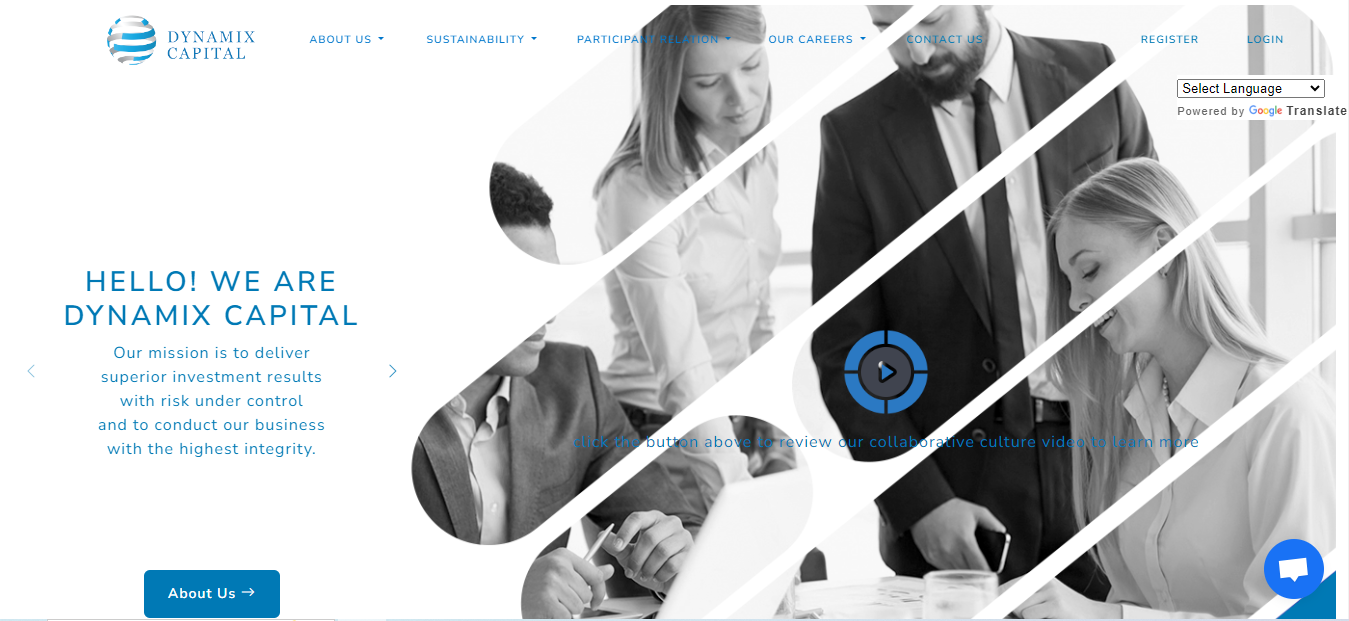 DYNAMIX
CAPITAL
ABOUT US
SUSTAINABILITY
PARTICIPANT RELATION
OUR CAREERS
CONTACT US
REGISTER
LOGIN
Select Language
Powered by Google Translate
HELLO! WE ARE
DYNAMIX CAPITAL
Our mission is to deliver
superior investment results
with risk under control
and to conduct our business
with the highest integrity.
click the button above to review our collaborative culture video to learn more
About Us →